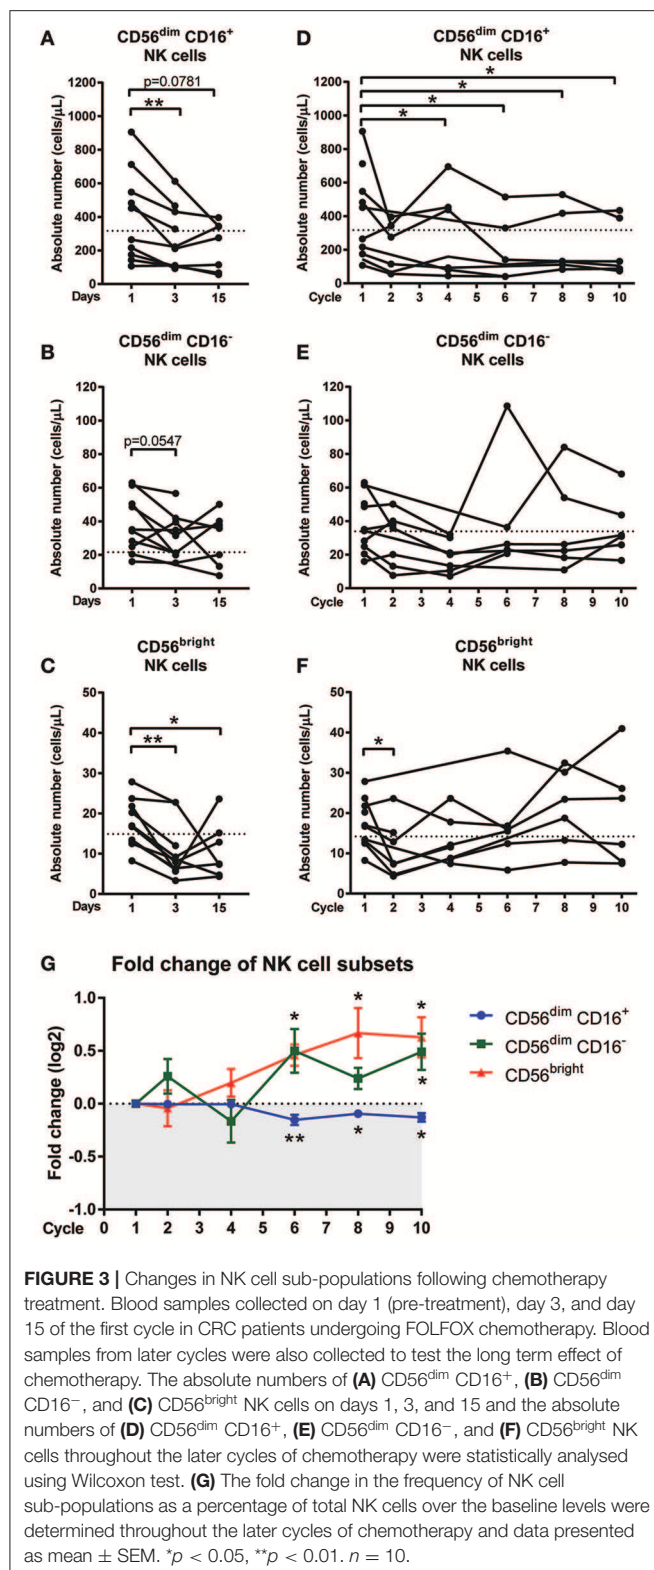 A
CD56dim CD16+
NK cells
p=0.0781
**
Absolute number (cells/µL)
1200
1000
800
600
400
200
0
Days
1
3
15
D
CD56dim CD16+
NK cells
*
*
*
*
Absolute number (cells/µL)
1200
1000
800
600
400
200
0
Cycle
1 2 3 4 5 6 7 8 9 10
B
CD56dim CD16-
NK cells
p=0.0547
Absolute number (cells/µL)
120
100
80
60
40
20
0
Days
1
3
15
E
CD56dim CD16-
NK cells
Absolute number (cells/µL)
120
100
80
60
40
20
0
Cycle
1 2 3 4 5 6 7 8 9 10
C
CD56bright
NK cells
*
**
Absolute number (cells/µL)
50
40
30
20
10
0
Days
1
3
15
F
CD56bright
NK cells
*
Absolute number (cells/µL)
50
40
30
20
10
0
Cycle
1 2 3 4 5 6 7 8 9 10
G
Fold change of NK cell subsets
Fold change (log2)
1.0
0.5
0.0
-0.5
-1.0
* * *
*
** * *
Cycle 0 1 2 3 4 5 6 7 8 9 10
CD56dim CD16+
CD56dim CD16-
CD56bright
FIGURE 3 | Changes in NK cell sub-populations following chemotherapy
treatment. Blood samples collected on day 1 (pre-treatment), day 3, and day
15 of the first cycle in CRC patients undergoing FOLFOX chemotherapy. Blood
samples from later cycles were also collected to test the long term effect of
chemotherapy. The absolute numbers of (A) CD56dim CD16+, (B) CD56dim
CD16−, and (C) CD56bright NK cells on days 1, 3, and 15 and the absolute
numbers of (D) CD56dim CD16+, (E) CD56dim CD16−, and (F) CD56bright NK
cells throughout the later cycles of chemotherapy were statistically analysed
using Wilcoxon test. (G) The fold change in the frequency of NK cell
sub-populations as a percentage of total NK cells over the baseline levels were
determined throughout the later cycles of chemotherapy and data presented
as mean ± SEM. *p < 0.05, **p < 0.01. n = 10.